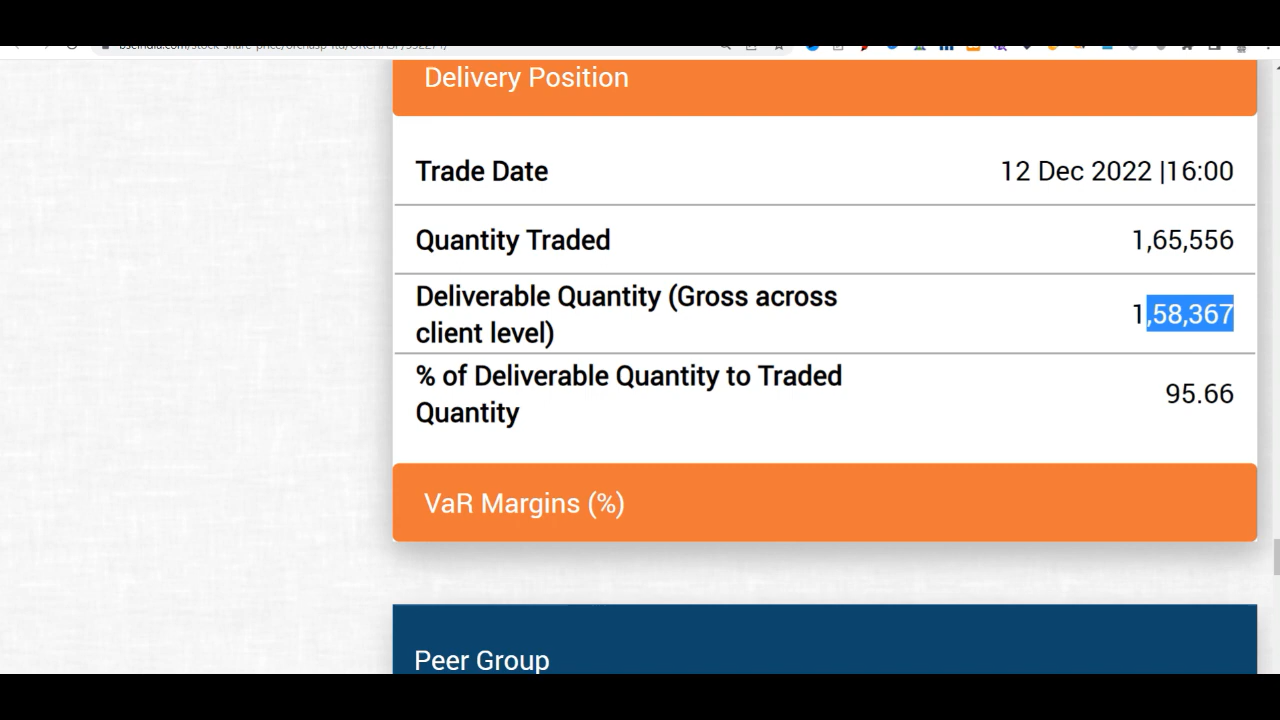 Delivery Position
Trade Date
12 Dec 2022 |16:00
Quantity Traded
1,65,556
Deliverable Quantity (Gross across
client level)
1,58,367
% of Deliverable Quantity to Traded
Quantity
95.66
VaR Margins (%)
Peer Group